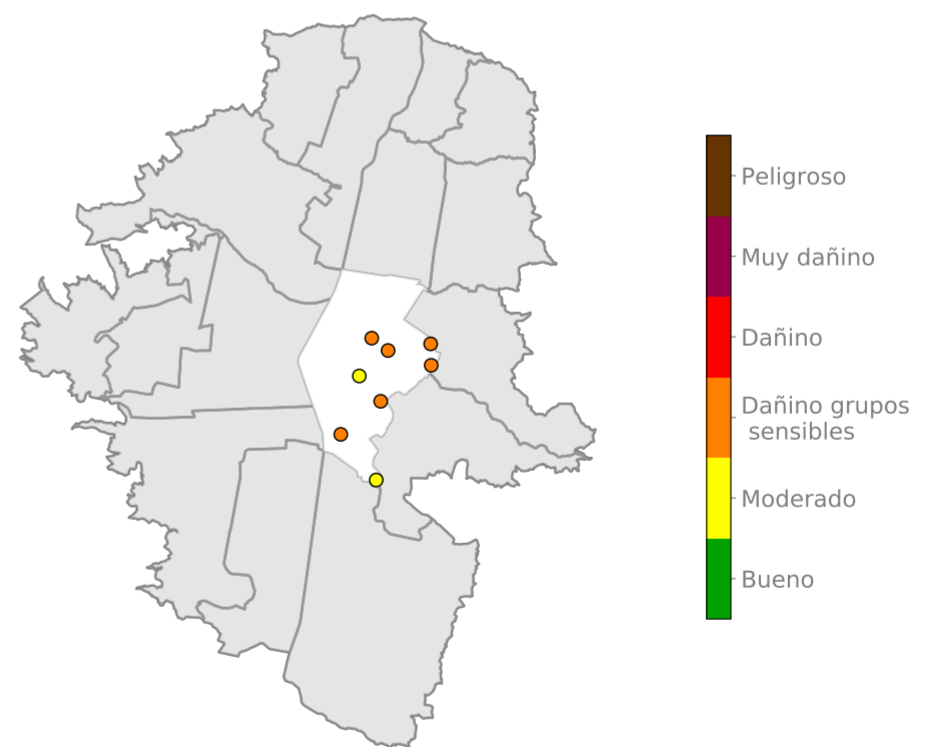 Peligroso
Muy dañino
Dañino
Dañino grupos
sensibles
Moderado
Bueno